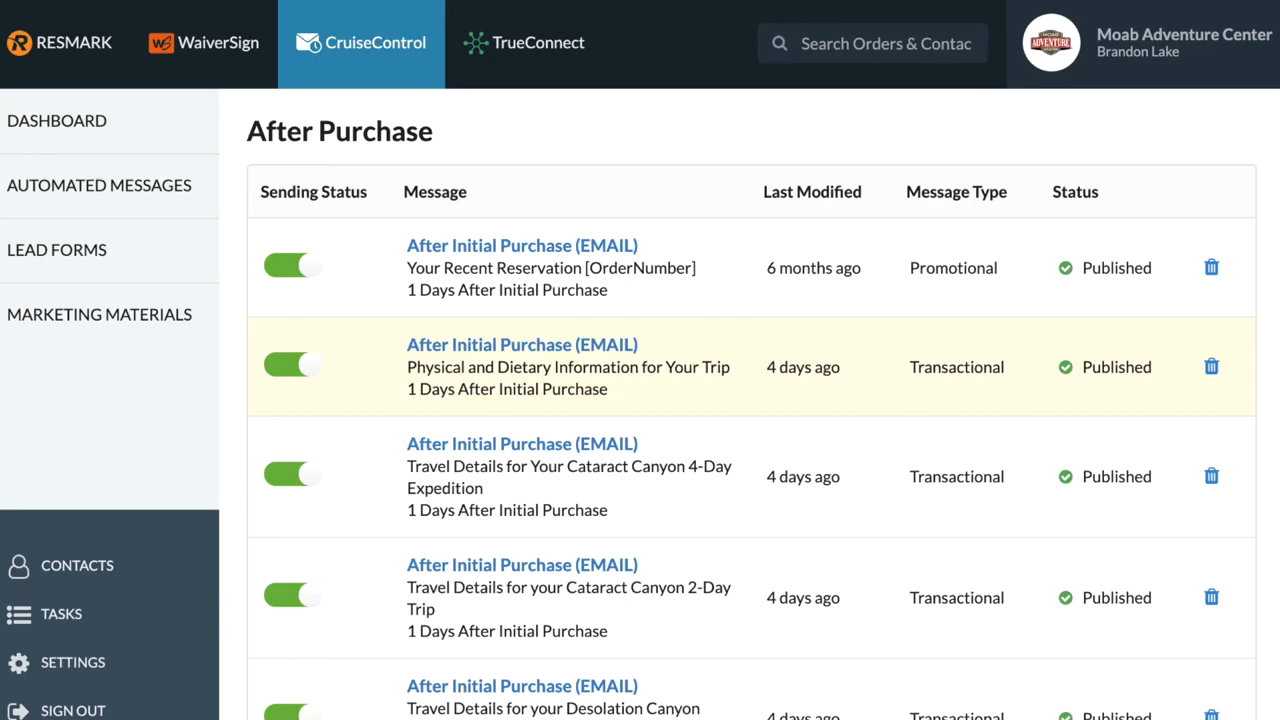 RESMARK
WaiverSign
CruiseControl
TrueConnect
Search Orders & Contac
Moab Adventure Center
Brandon Lake
DASHBOARD
AUTOMATED MESSAGES
LEAD FORMS
MARKETING MATERIALS
CONTACTS
TASKS
SETTINGS
SIGN OUT
After Purchase
Sending Status Message Last Modified Message Type Status
After Initial Purchase (EMAIL)
Your Recent Reservation [OrderNumber] 6 months ago Promotional Published
1 Days After Initial Purchase
After Initial Purchase (EMAIL)
Physical and Dietary Information for Your Trip 4 days ago Transactional Published
1 Days After Initial Purchase
After Initial Purchase (EMAIL)
Travel Details for Your Cataract Canyon 4-Day
Expedition 4 days ago Transactional Published
1 Days After Initial Purchase
After Initial Purchase (EMAIL)
Travel Details for your Cataract Canyon 2-Day
Trip 4 days ago Transactional Published
1 Days After Initial Purchase
After Initial Purchase (EMAIL)
Travel Details for your Desolation Canyon
4 days ago Transactional Published